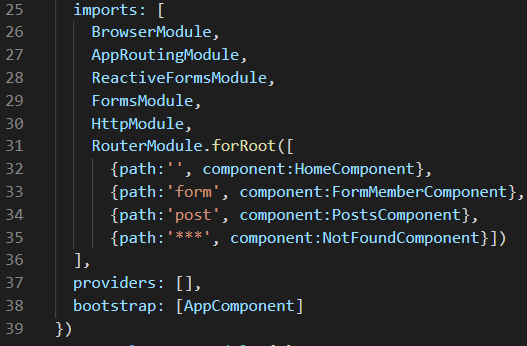 25 imports: [
26 BrowserModule,
27 AppRoutingModule,
28 ReactiveFormsModule,
29 FormsModule,
30 HttpModule,
31 RouterModule.forRoot([
32 {path:'', component:HomeComponent},
33 {path:'form', component:FormMemberComponent},
34 {path:'post', component:PostsComponent},
35 {path:'***', component:NotFoundComponent}])
36 ],
37 providers: [],
38 bootstrap: [AppComponent]
39 })